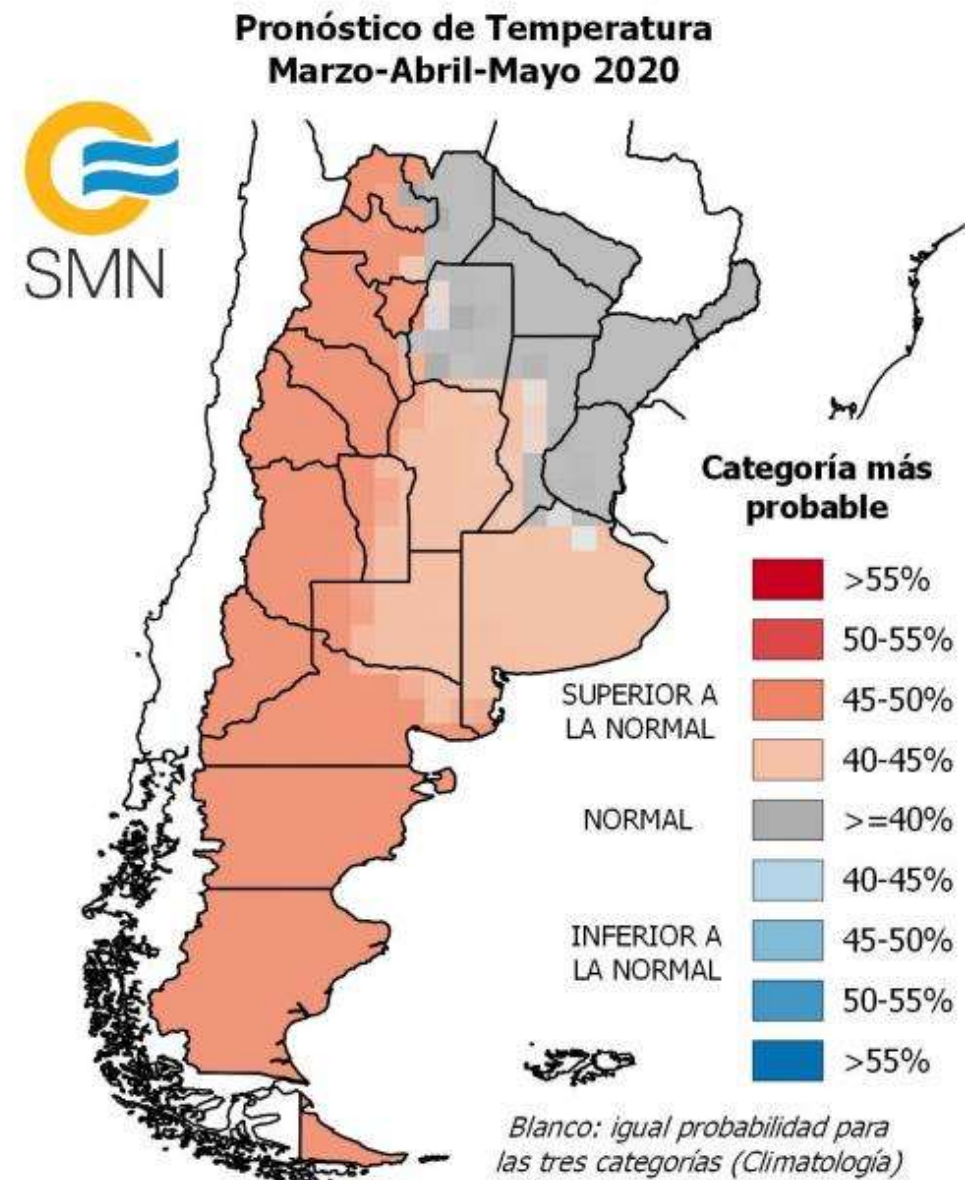 Pronóstico de Temperatura
Marzo-Abril-Mayo 2020
SMN
Categoría más
probable
>55%
50-55%
SUPERIOR A
LA NORMAL
45-50%
40-45%
NORMAL
>=40%
40-45%
INFERIOR A
LA NORMAL
45-50%
50-55%
>55%
Blanco: igual probabilidad para
las tres categorías (Climatología)